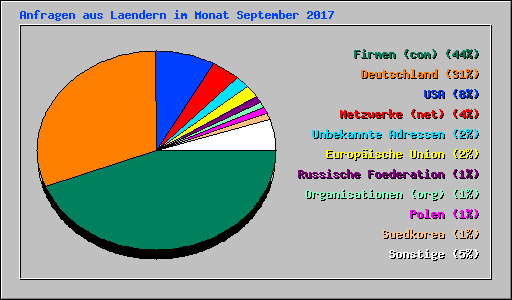 Anfragen aus Laendern im Monat September 2017
Firmen (com) (44%)
Deutschland (31%)
USA (8%)
Netzwerke (net) (4%)
Unbekannte Adressen (2%)
Europäische Union (2%)
Russische Foederation (1%)
Organisationen (org) (1%)
Polen (1%)
Suedkorea (1%)
Sonstige (5%)